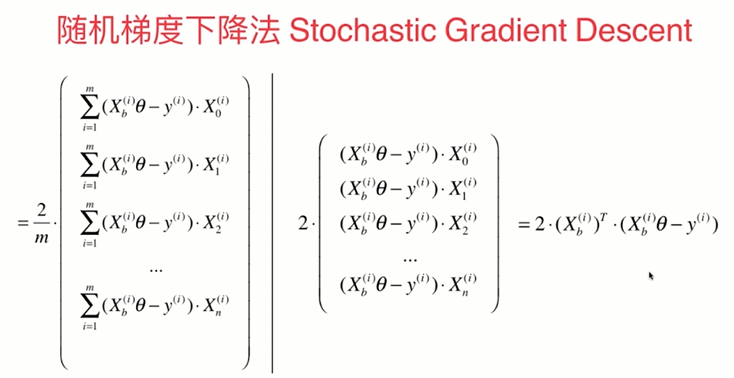 随机梯度下降法 Stochastic Gradient Descent
= \frac{2}{m} \cdot \begin{pmatrix} \sum_{i=1}^{m} (X_b^{(i)}\theta - y^{(i)}) \cdot X_0^{(i)} \\ \sum_{i=1}^{m} (X_b^{(i)}\theta - y^{(i)}) \cdot X_1^{(i)} \\ \sum_{i=1}^{m} (X_b^{(i)}\theta - y^{(i)}) \cdot X_2^{(i)} \\ ... \\ \sum_{i=1}^{m} (X_b^{(i)}\theta - y^{(i)}) \cdot X_n^{(i)} \end{pmatrix}
2 \cdot \begin{pmatrix} (X_b^{(i)}\theta - y^{(i)}) \cdot X_0^{(i)} \\ (X_b^{(i)}\theta - y^{(i)}) \cdot X_1^{(i)} \\ (X_b^{(i)}\theta - y^{(i)}) \cdot X_2^{(i)} \\ ... \\ (X_b^{(i)}\theta - y^{(i)}) \cdot X_n^{(i)} \end{pmatrix} = 2 \cdot (X_b^{(i)})^T \cdot (X_b^{(i)}\theta - y^{(i)})